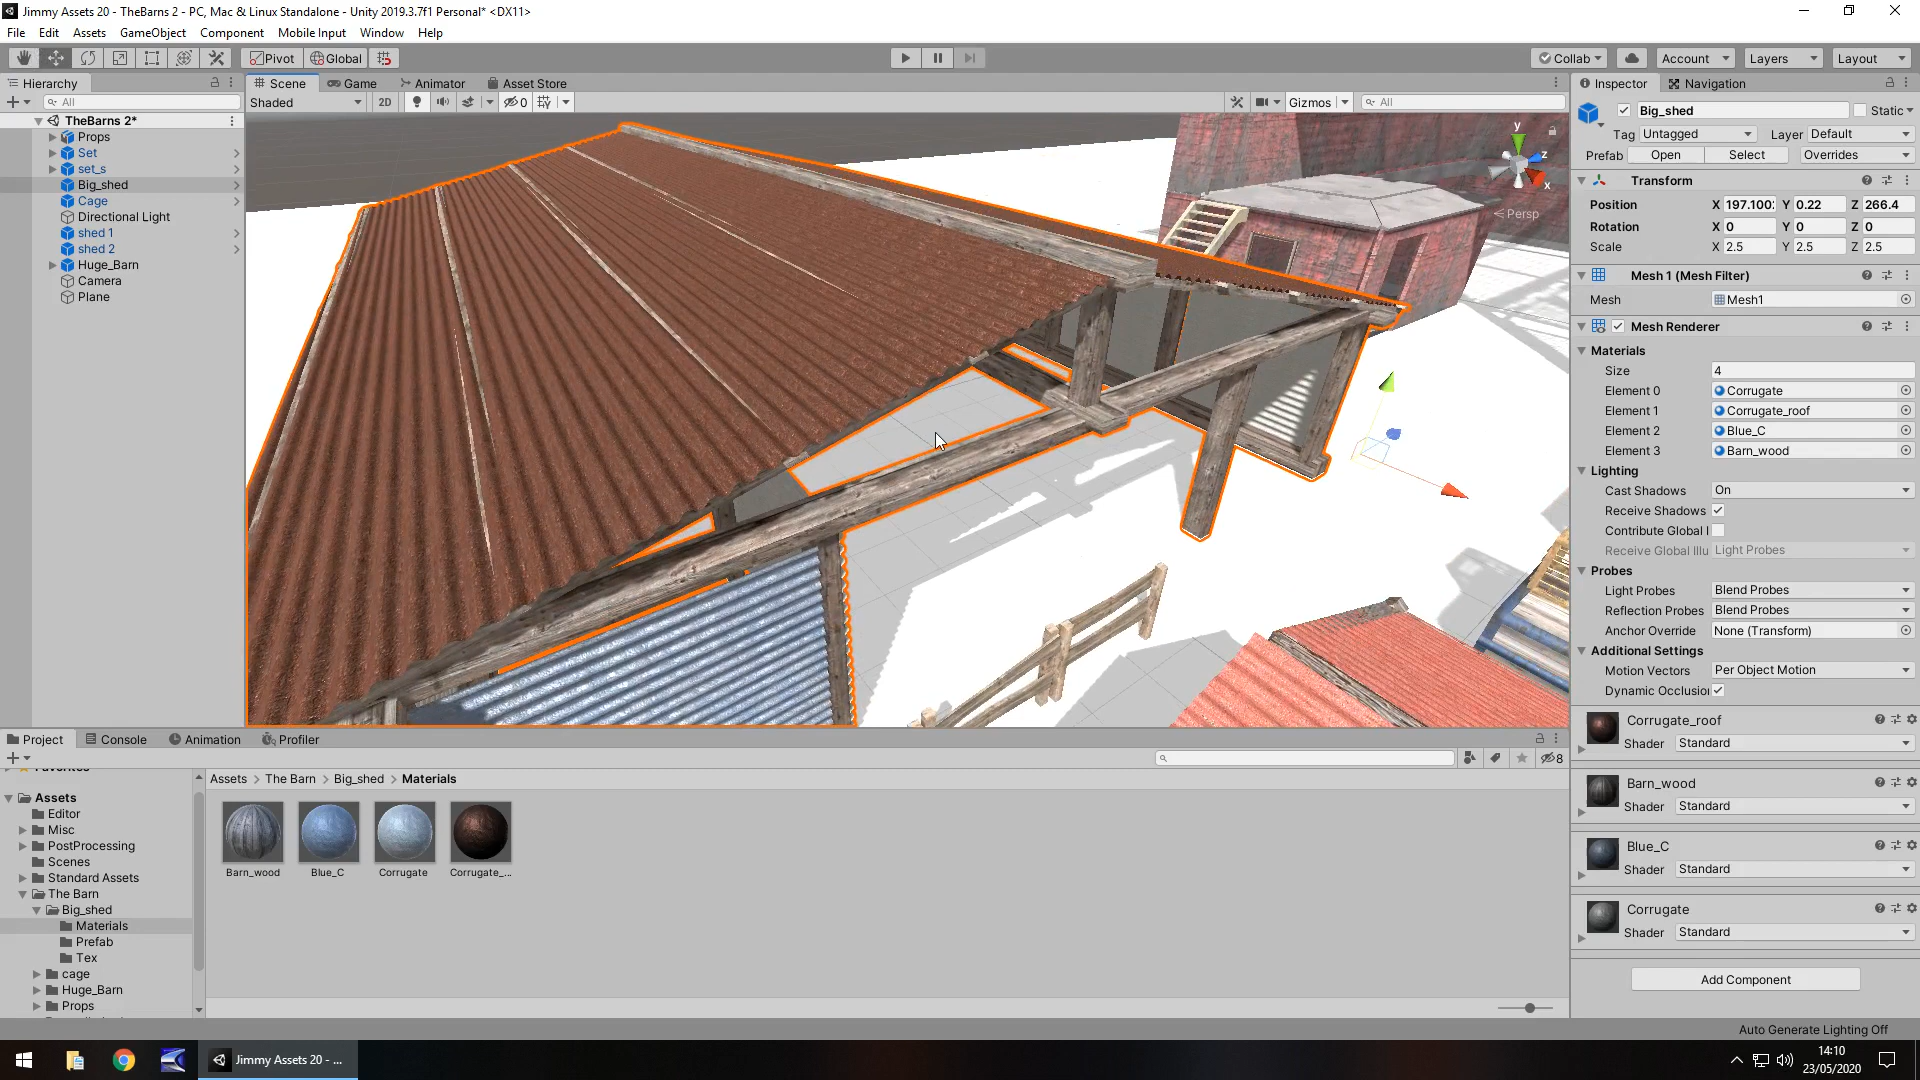 Jimmy Assets 20 - TheBarns 2 - PC, Mac & Linux Standalone - Unity 2019.3.7f1 Personal* <DX11>
File Edit Assets GameObject Component Mobile Input Window Help
Pivot Global Collab Account Layers Layout
Hierarchy Scene Game Animator Asset Store Inspector Navigation
All Shaded 2D 0 Gizmos All
Big_shed Static
TheBarns 2*
Props
Set
set_s
Big_shed
Cage
Directional Light
shed 1
shed 2
Huge_Barn
Camera
Plane
y
z
x
< Persp
Tag Untagged Layer Default
Prefab Open Select Overrides
Transform
Position X 197.100 Y 0.22 Z 266.4
Rotation X 0 Y 0 Z 0
Scale X 2.5 Y 2.5 Z 2.5
Mesh 1 (Mesh Filter)
Mesh Mesh1
Mesh Renderer
Materials
Size 4
Element 0 Corrugate
Element 1 Corrugate_roof
Element 2 Blue_C
Element 3 Barn_wood
Lighting
Cast Shadows On
Receive Shadows
Contribute Global I
Receive Global Illu Light Probes
Probes
Light Probes Blend Probes
Reflection Probes Blend Probes
Anchor Override None (Transform)
Additional Settings
Motion Vectors Per Object Motion
Dynamic Occlusion
Corrugate_roof
Shader Standard
Barn_wood
Shader Standard
Blue_C
Shader Standard
Corrugate
Shader Standard
Add Component
Project Console Animation Profiler
8
Assets > The Barn > Big_shed > Materials
Assets
Editor
Misc
PostProcessing
Scenes
Standard Assets
The Barn
Big_shed
Materials
Prefab
Tex
cage
Huge_Barn
Props
Barn_wood Blue_C Corrugate Corrugate_...
Auto Generate Lighting Off
Jimmy Assets 20 - ...
14:10
23/05/2020